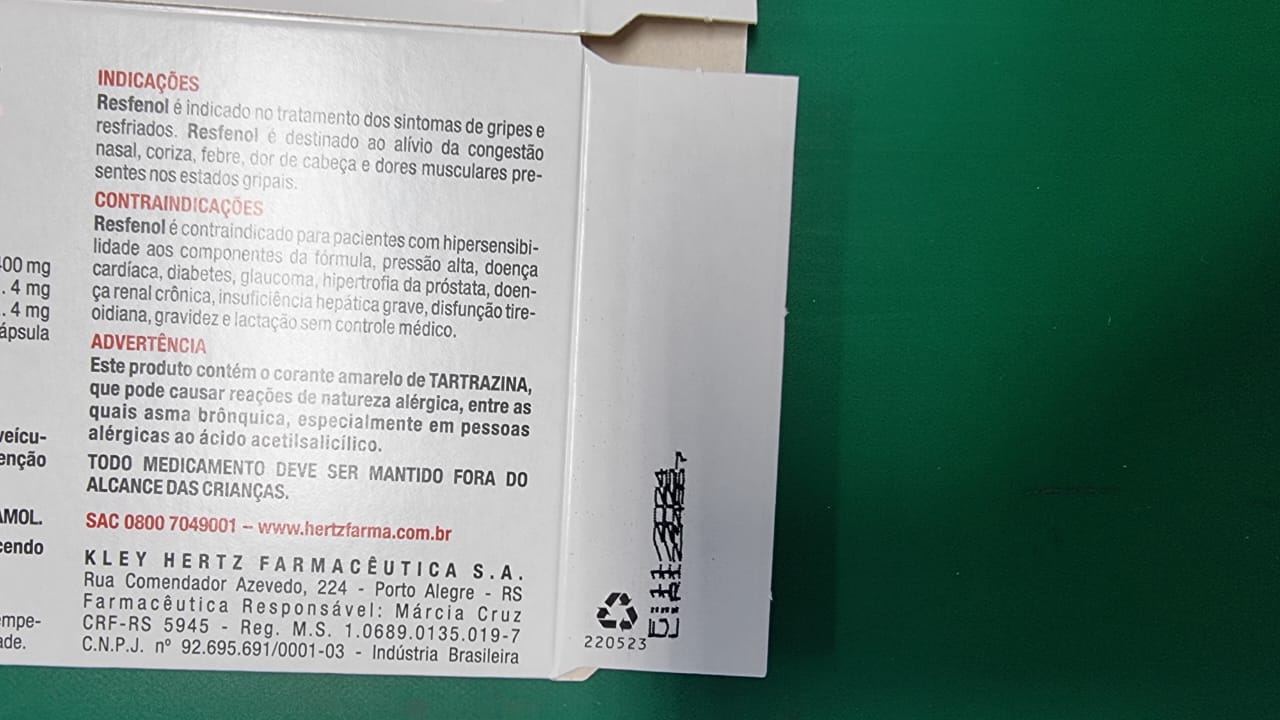 INDICAÇÕES
Resfenol é indicado no tratamento dos sintomas de gripes e
resfriados. Resfenol é destinado ao alívio da congestão
nasal, coriza, febre, dor de cabeça e dores musculares pre-
sentes nos estados gripais.
CONTRAINDICAÇÕES
Resfenol é contraindicado para pacientes com hipersensibi-
lidade aos componentes da fórmula, pressão alta, doença
cardíaca, diabetes, glaucoma, hipertrofia da próstata, doen-
ça renal crônica, insuficiência hepática grave, disfunção tire-
oidiana, gravidez e lactação sem controle médico.
ADVERTÊNCIA
Este produto contém o corante amarelo de TARTRAZINA,
que pode causar reações de natureza alérgica, entre as
quais asma brônquica, especialmente em pessoas
alérgicas ao ácido acetilsalicílico.
TODO MEDICAMENTO DEVE SER MANTIDO FORA DO
ALCANCE DAS CRIANÇAS.
SAC 0800 7049001 – www.hertzfarma.com.br
KLEY HERTZ FARMACÊUTICA S.A.
Rua Comendador Azevedo, 224 - Porto Alegre - RS
Farmacêutica Responsável: Márcia Cruz
CRF-RS 5945 - Reg. M.S. 1.0689.0135.019-7
C.N.P.J. nº 92.695.691/0001-03 - Indústria Brasileira
00 mg
. 4 mg
. 4 mg
ápsula
veícu-
enção
AMOL.
cendo
empe-
ade.
220523